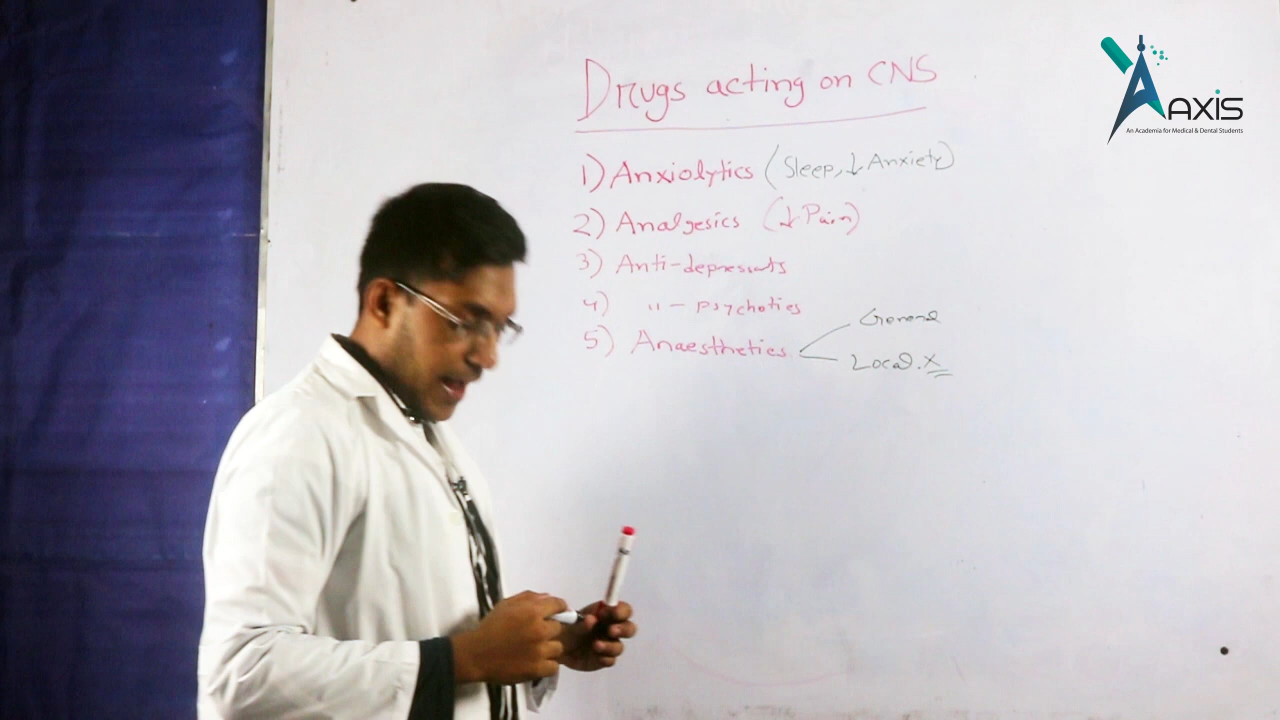 Drugs acting on CNS
1) Anxiolytics (Sleep, ↓ Anxiety)
2) Analgesics (↓ Pain)
3) Anti-depressants
4) " - psychotics
5) Anaesthetics
General
Local. X
AXIS
An Academia for Medical & Dental Students